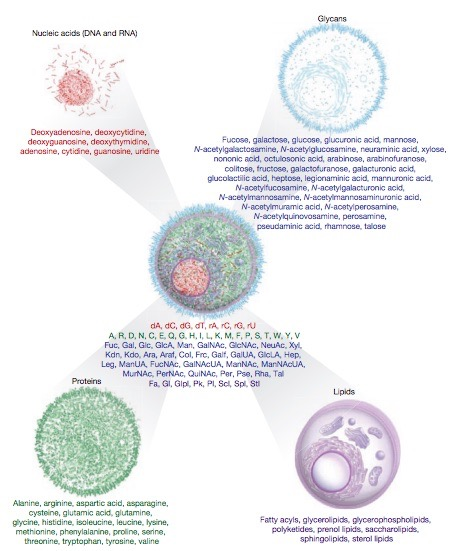 Nucleic acids (DNA and RNA)
Deoxyadenosine, deoxycytidine,
deoxyguanosine, deoxythymidine,
adenosine, cytidine, guanosine, uridine
Glycans
Fucose, galactose, glucose, glucuronic acid, mannose,
N-acetylgalactosamine, N-acetylglucosamine, neuraminic acid, xylose,
nononic acid, octulosonic acid, arabinose, arabinofuranose,
colitose, fructose, galactofuranose, galacturonic acid,
glucolactilic acid, heptose, legionaminic acid, mannuronic acid,
N-acetylfucosamine, N-acetylgalacturonic acid,
N-acetylmannosamine, N-acetylmannosaminuronic acid,
N-acetylmuramic acid, N-acetylperosamine,
N-acetylquinovosamine, perosamine,
pseudaminic acid, rhamnose, talose
dA, dC, dG, dT, rA, rC, rG, rU
A, R, D, N, C, E, Q, G, H, I, L, K, M, F, P, S, T, W, Y, V
Fuc, Gal, Glc, GlcA, Man, GalNAc, GlcNAc, NeuAc, Xyl,
Kdn, Kdo, Ara, Araf, Col, Frc, Galf, GalUA, GlcLA, Hep,
Leg, ManUA, FucNAc, GalNAcUA, ManNAc, ManNAcUA,
MurNAc, PerNAc, QuiNAc, Per, Pse, Rha, Tal
Fa, Gl, Glpl, Pk, Pl, Scl, Spl, Stl
Proteins
Alanine, arginine, aspartic acid, asparagine,
cysteine, glutamic acid, glutamine,
glycine, histidine, isoleucine, leucine, lysine,
methionine, phenylalanine, proline, serine,
threonine, tryptophan, tyrosine, valine
Lipids
Fatty acyls, glycerolipids, glycerophospholipids,
polyketides, prenol lipids, saccharolipids,
sphingolipids, sterol lipids